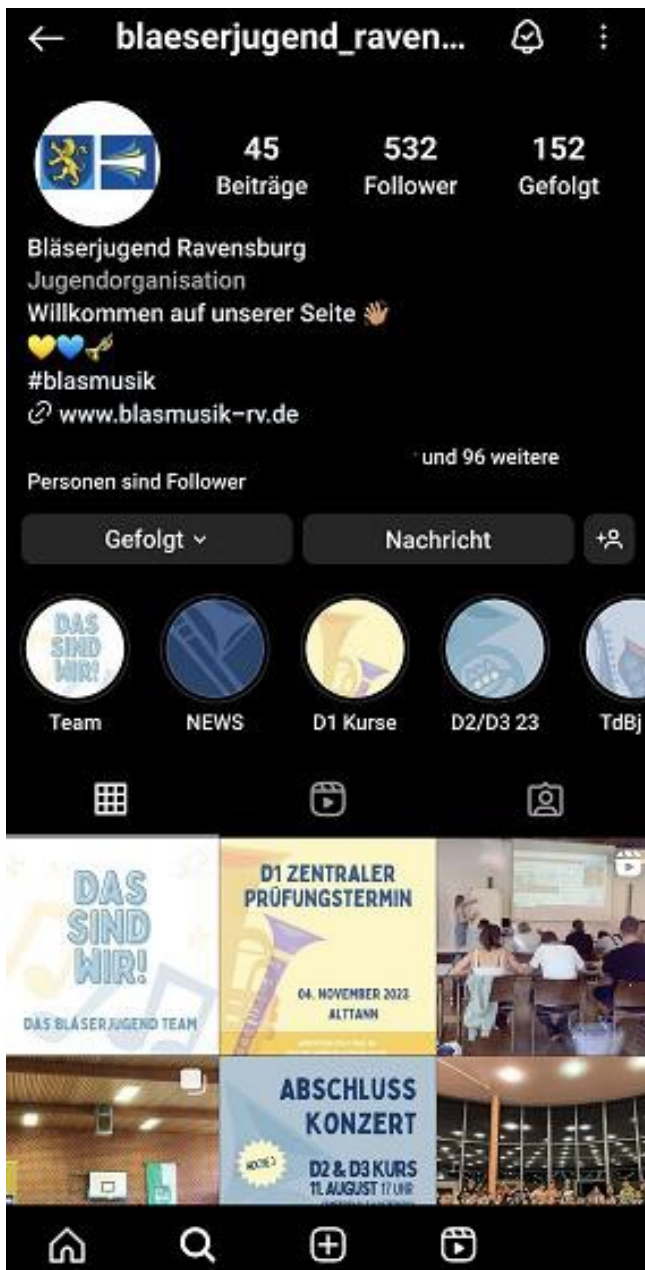 blaeserjugend_raven...
45 532 152
Beiträge Follower Gefolgt
Bläserjugend Ravensburg
Jugendorganisation
Willkommen auf unserer Seite
#blasmusik
www.blasmusik-rv.de
und 96 weitere
Personen sind Follower
Gefolgt Nachricht
DAS
SIND
WIR!
Team NEWS D1 Kurse D2/D3 23 TdBj
DAS
SIND
WIR!
DAS BLÄSERJUGEND TEAM
D1 ZENTRALER
PRÜFUNGSTERMIN
04. NOVEMBER 2023
ALTTANN
ABSCHLUSS
KONZERT
D2 & D3 KURS
11. AUGUST 17 UHR